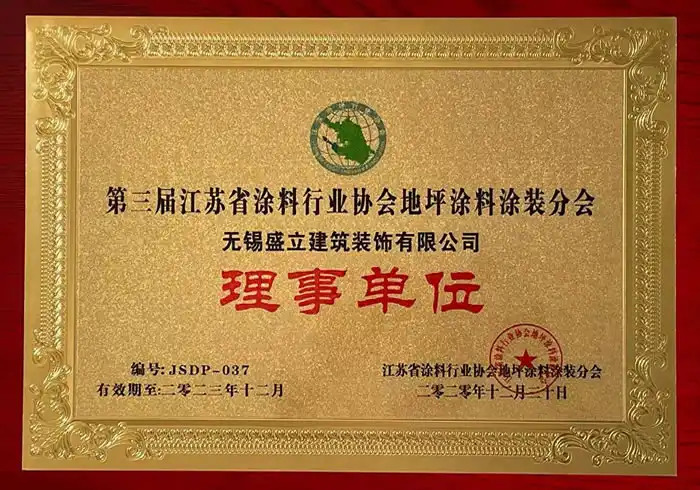 第三届江苏省涂料行业协会地坪涂料涂装分会
无锡盛立建筑装饰有限公司
理事单位
编号:JSDP-037
有效期至:二零二三年十二月
江苏省涂料行业协会地坪涂料涂装分会
二零二零年十二月二十日